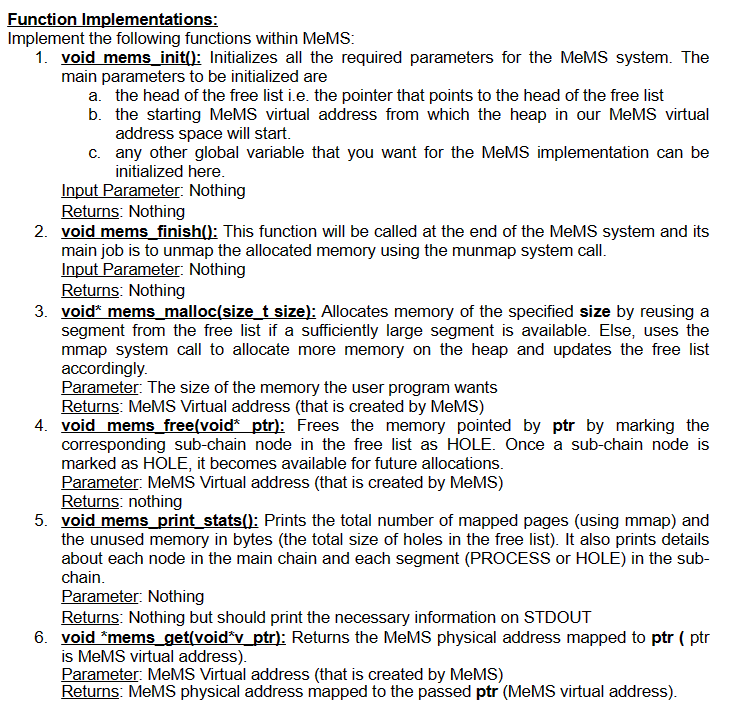 Function Implementations:
Implement the following functions within MeMS:
1. void mems_init(): Initializes all the required parameters for the MeMS system. The
main parameters to be initialized are
a. the head of the free list i.e. the pointer that points to the head of the free list
b. the starting MeMS virtual address from which the heap in our MeMS virtual
address space will start.
c. any other global variable that you want for the MeMS implementation can be
initialized here.
Input Parameter: Nothing
Returns: Nothing
2. void mems_finish(): This function will be called at the end of the MeMS system and its
main job is to unmap the allocated memory using the munmap system call.
Input Parameter: Nothing
Returns: Nothing
3. void* mems_malloc(size_t size): Allocates memory of the specified size by reusing a
segment from the free list if a sufficiently large segment is available. Else, uses the
mmap system call to allocate more memory on the heap and updates the free list
accordingly.
Parameter: The size of the memory the user program wants
Returns: MeMS Virtual address (that is created by MeMS)
4. void mems_free(void* ptr): Frees the memory pointed by ptr by marking the
corresponding sub-chain node in the free list as HOLE. Once a sub-chain node is
marked as HOLE, it becomes available for future allocations.
Parameter: MeMS Virtual address (that is created by MeMS)
Returns: nothing
5. void mems_print_stats(): Prints the total number of mapped pages (using mmap) and
the unused memory in bytes (the total size of holes in the free list). It also prints details
about each node in the main chain and each segment (PROCESS or HOLE) in the sub-
chain.
Parameter: Nothing
Returns: Nothing but should print the necessary information on STDOUT
6. void *mems_get(void*v_ptr): Returns the MeMS physical address mapped to ptr ( ptr
is MeMS virtual address).
Parameter: MeMS Virtual address (that is created by MeMS)
Returns: MeMS physical address mapped to the passed ptr (MeMS virtual address).